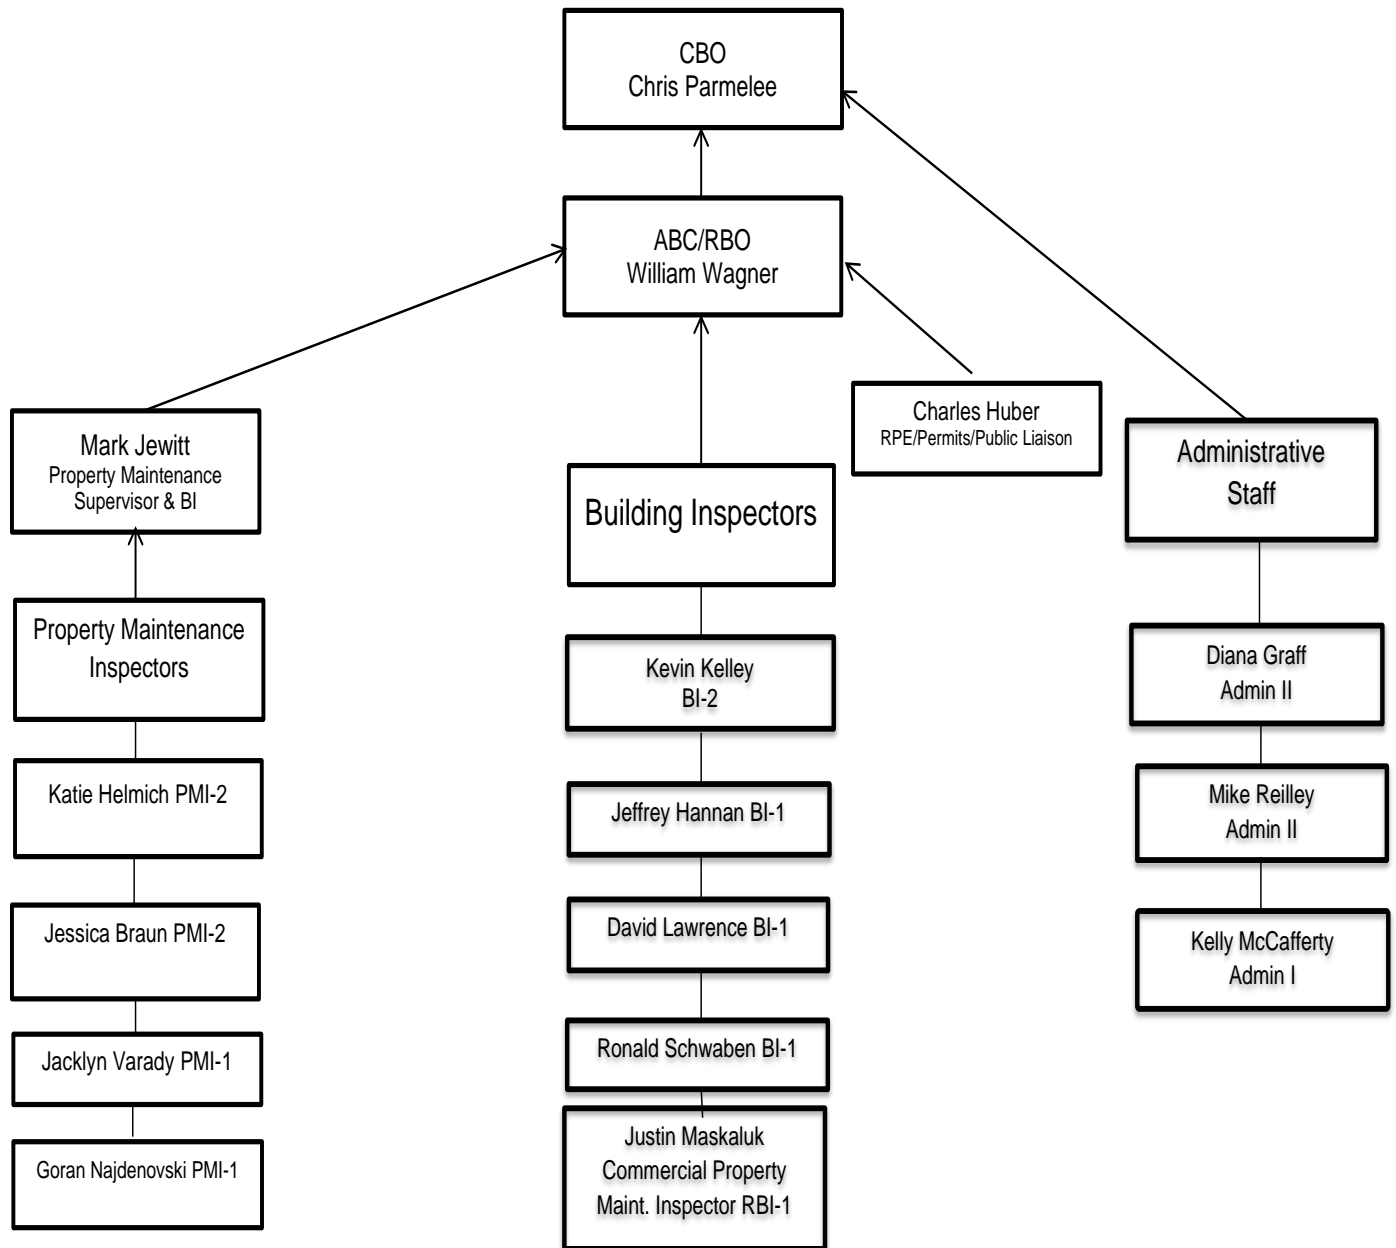 CBO
Chris Parmelee
ABC/RBO
William Wagner
Mark Jewitt
Property Maintenance
Supervisor & BI
Property Maintenance
Inspectors
Katie Helmich PMI-2
Jessica Braun PMI-2
Jacklyn Varady PMI-1
Goran Najdenovski PMI-1
Building Inspectors
Kevin Kelley
BI-2
Jeffrey Hannan BI-1
David Lawrence BI-1
Ronald Schwaben BI-1
Justin Maskaluk
Commercial Property
Maint. Inspector RBI-1
Charles Huber
RPE/Permits/Public Liaison
Administrative
Staff
Diana Graff
Admin II
Mike Reilley
Admin II
Kelly McCafferty
Admin I